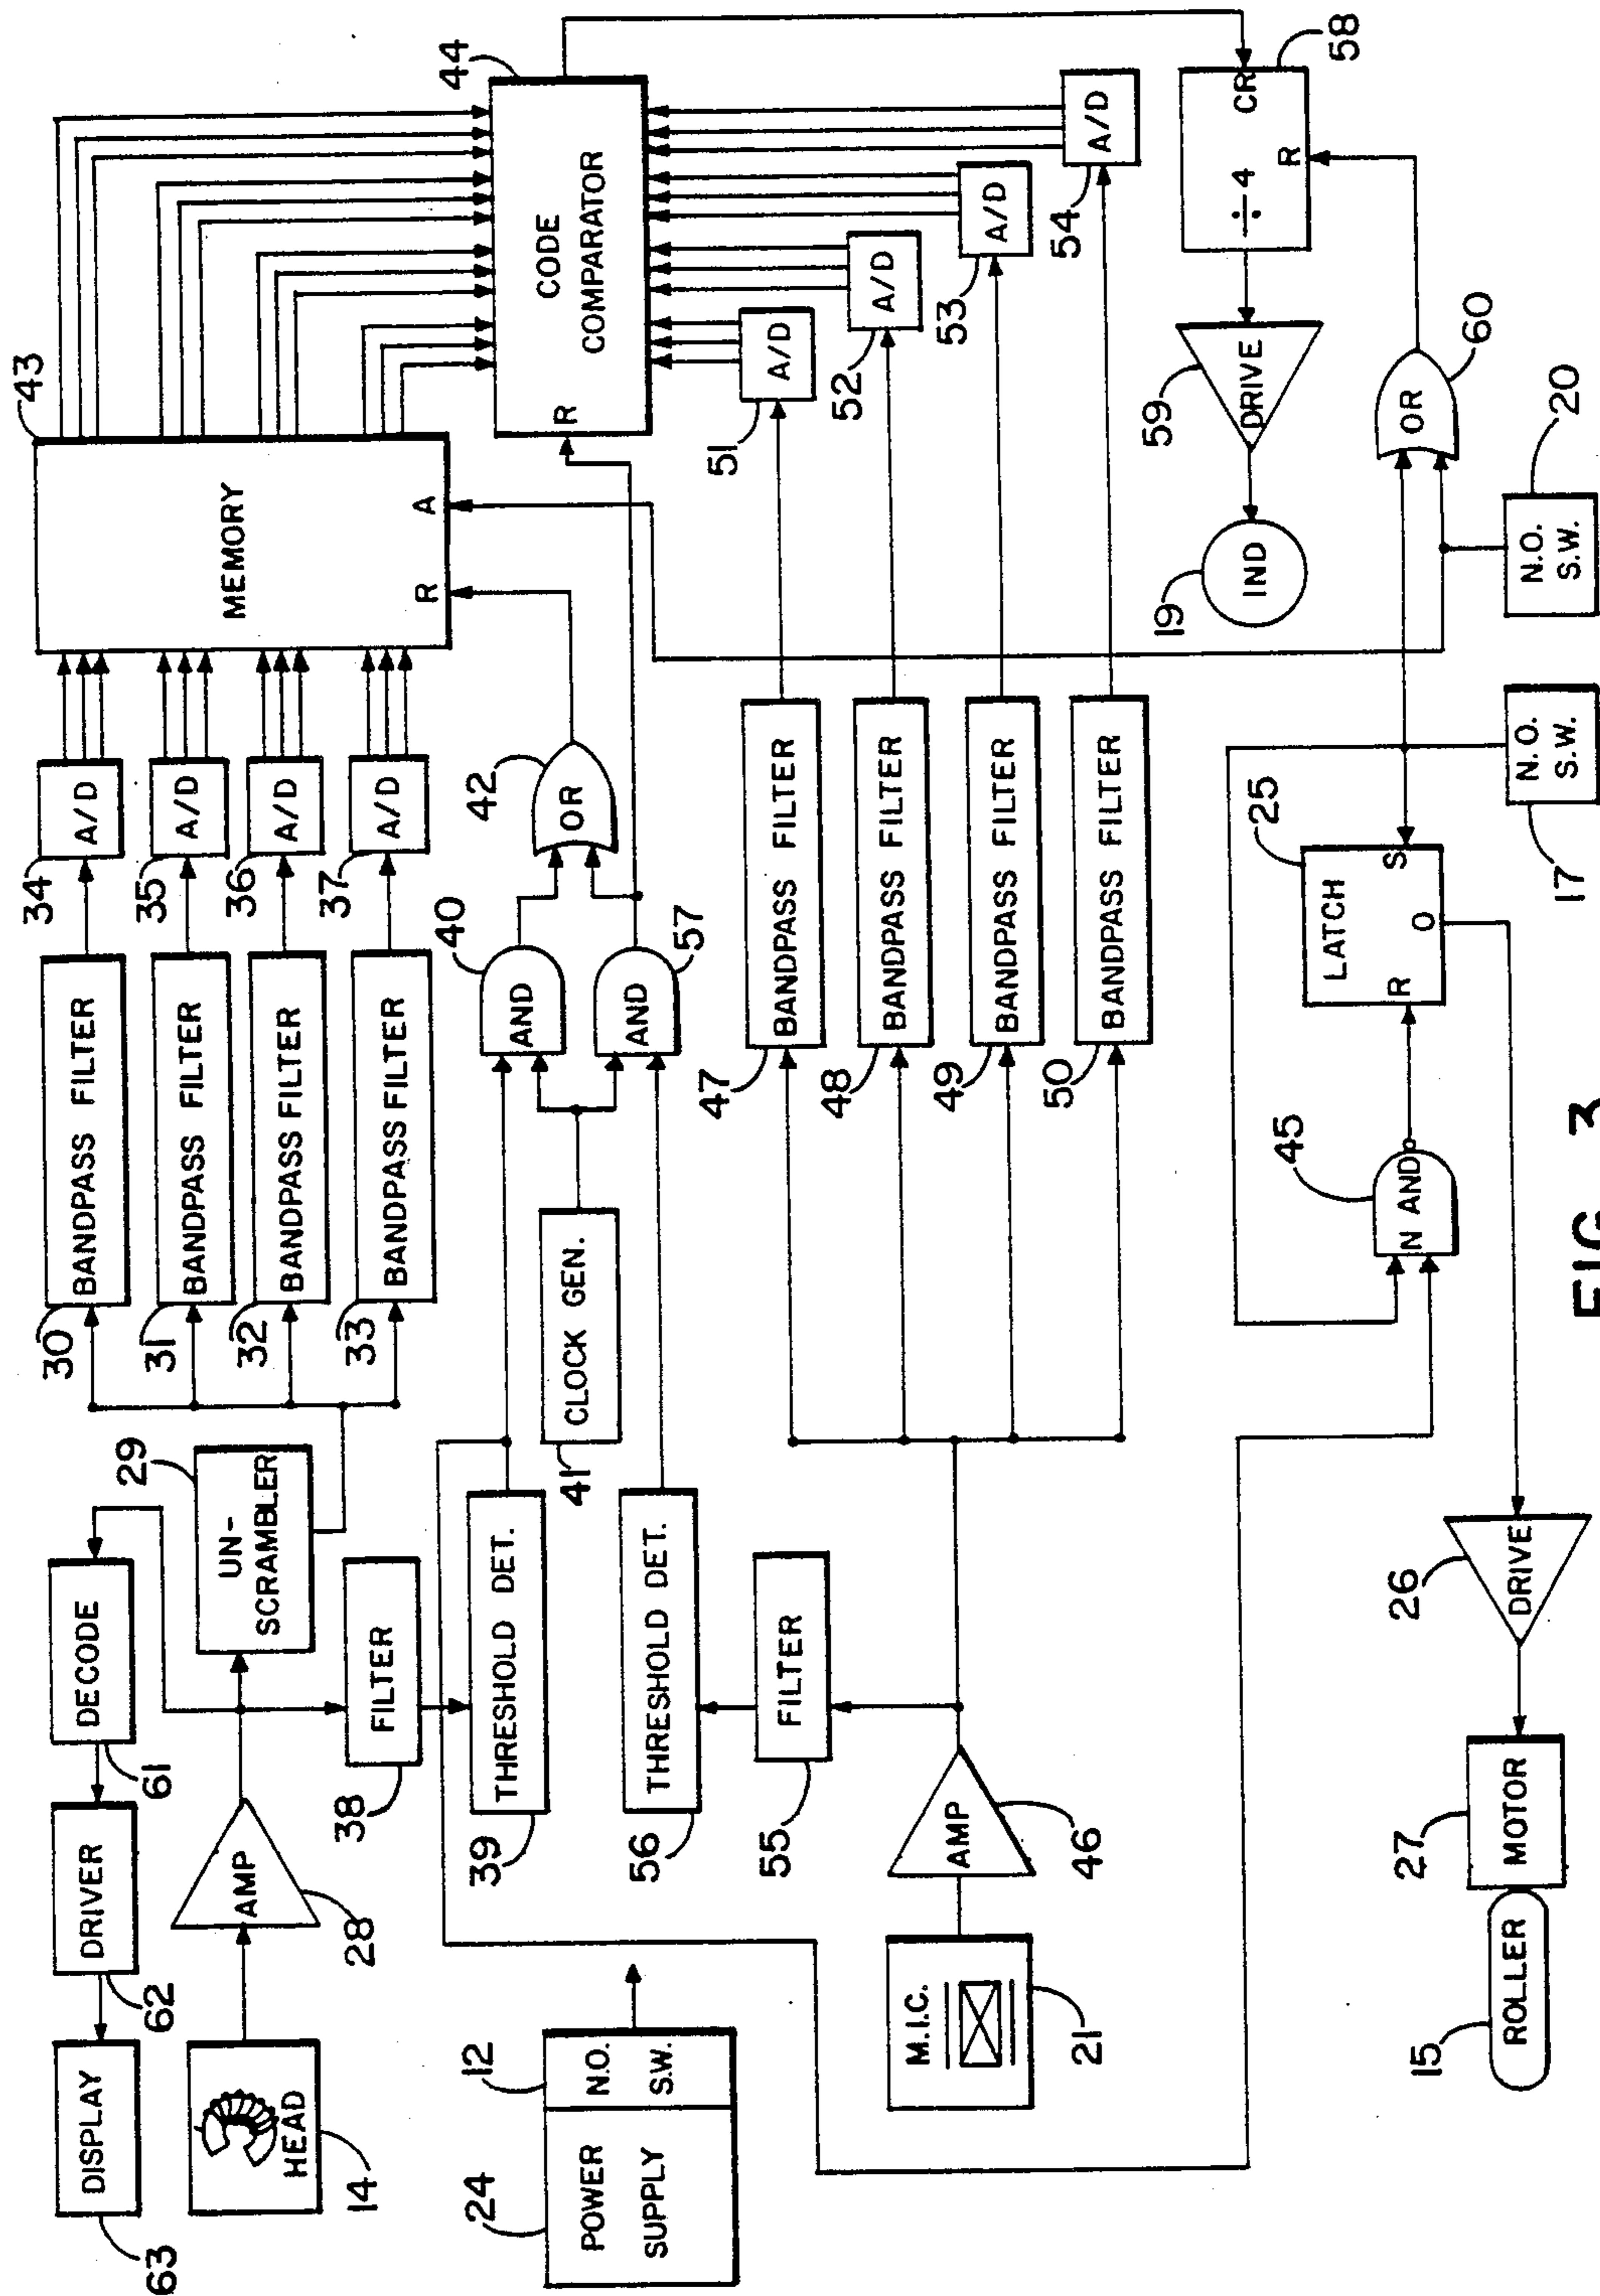 63
DISPLAY
62
DRIVER
61
DECODE
14
HEAD
28
AMP
29
UN-
SCRAMBLER
30
BANDPASS FILTER
31
BANDPASS FILTER
32
BANDPASS FILTER
33
BANDPASS FILTER
34
A/D
35
A/D
36
A/D
37
A/D
43
MEMORY
R
A
38
FILTER
39
THRESHOLD DET.
41
CLOCK GEN.
40
AND
57
AND
42
OR
44
CODE
COMPARATOR
R
24
POWER
SUPPLY
12
N.O.
S.W.
56
THRESHOLD DET.
55
FILTER
M.I.C.
21
AMP
46
47
BANDPASS FILTER
48
BANDPASS FILTER
49
BANDPASS FILTER
50
BANDPASS FILTER
51
A/D
52
A/D
53
A/D
54
A/D
19
IND
59
DRIVE
÷4
CR
R
58
OR
60
N.O.
S.W.
20
15
ROLLER
27
MOTOR
26
DRIVE
45
N AND
25
LATCH
R
S
O
N.O.
S.W.
17
FIG 3